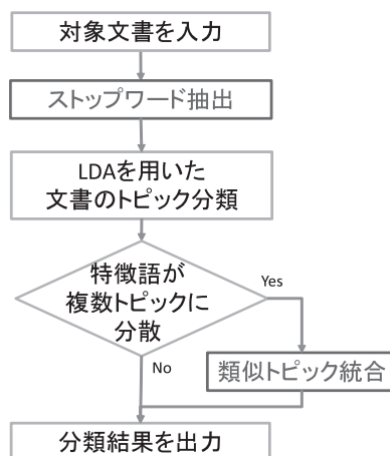 対象文書を入力
ストップワード抽出
LDAを用いた
文書のトピック分類
特徴語が
複数トピックに
分散
Yes
No
類似トピック統合
分類結果を出力